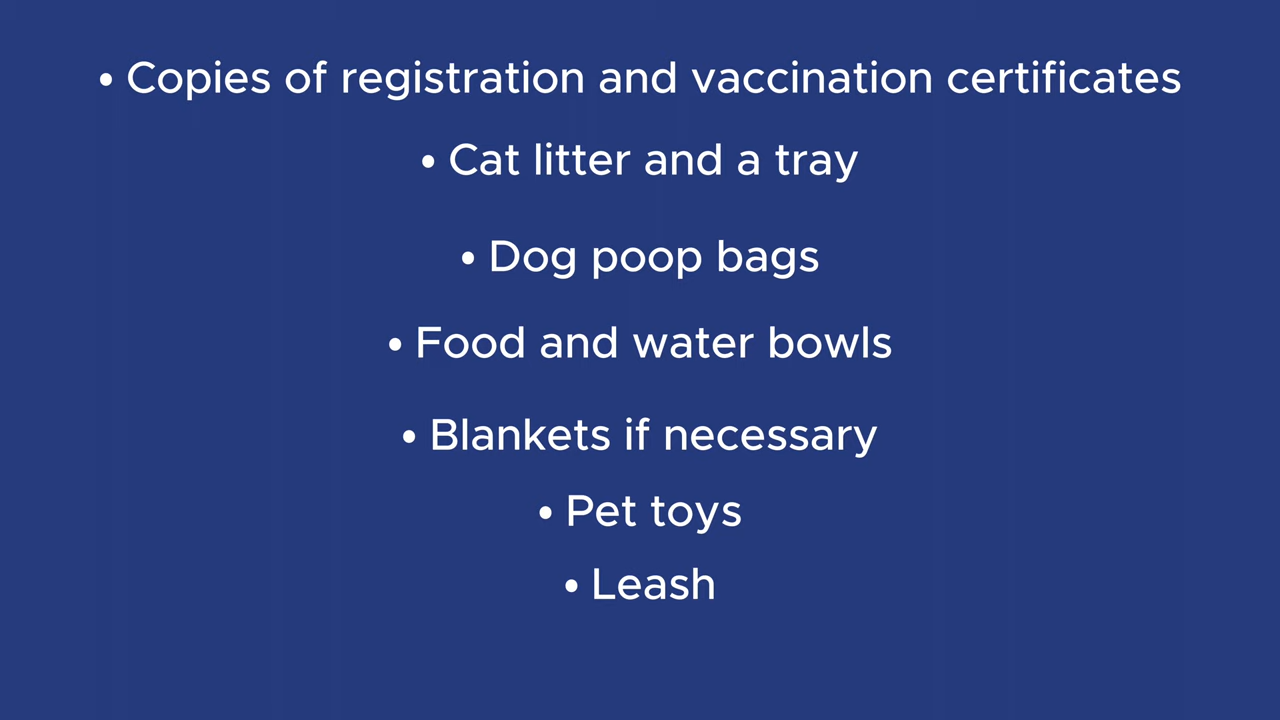 • Copies of registration and vaccination certificates
• Cat litter and a tray
• Dog poop bags
• Food and water bowls
• Blankets if necessary
• Pet toys
• Leash